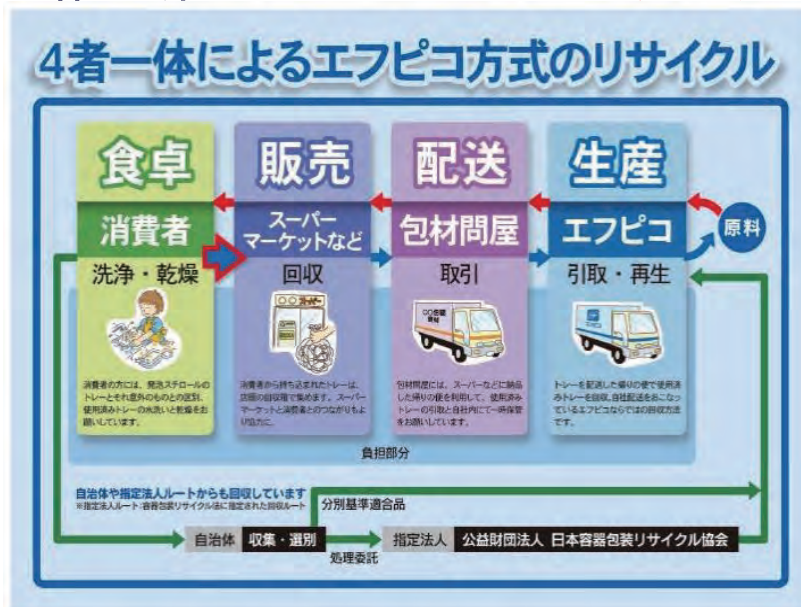 4者一体によるエフピコ方式のリサイクル
食卓
消費者
洗浄・乾燥
消費者の方には、発泡スチロールの
トレーとそれ意外のものとの区別、
使用済みトレーの水洗いと乾燥をお
願いしています。
販売
スーパー
マーケットなど
回収
消費者から持ち込まれたトレーは、
店頭の回収箱で集めます。スーパー
マーケットと消費者とのつながりもよ
り協力に。
配送
包材問屋
取引
包材問屋には、スーパーなどに納品
した帰りの便を利用して、使用済み
トレーの引取と自社内にて一時保管
をお願いしています。
生産
エフピコ
引取・再生
トレーを配送した帰りの便で使用済
みトレーを回収。自社配送をおこなっ
ているエフピコならではの回収方法
です。
原料
負担部分
自治体や指定法人ルートからも回収しています
※指定法人ルート:容器包装リサイクル法に指定された回収ルート
分別基準適合品
自治体 収集・選別
処理委託
指定法人 公益財団法人 日本容器包装リサイクル協会